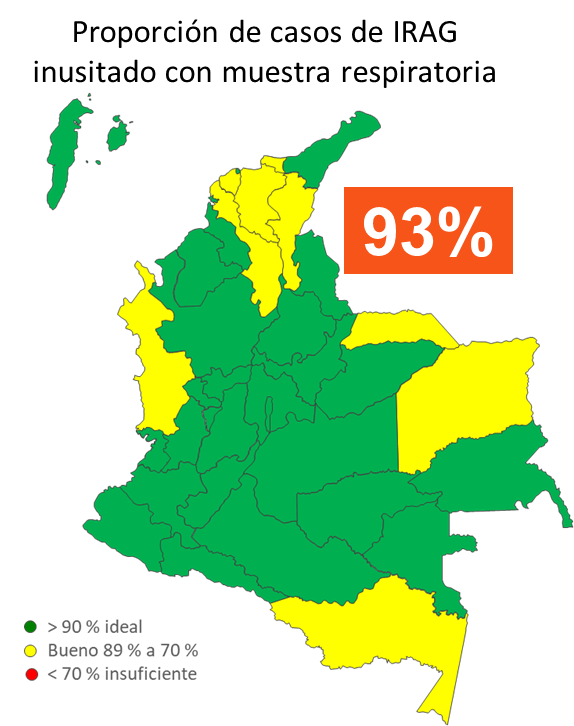 Proporción de casos de IRAG
inusitado con muestra respiratoria
93%
> 90 % ideal
Bueno 89 % a 70 %
< 70 % insuficiente